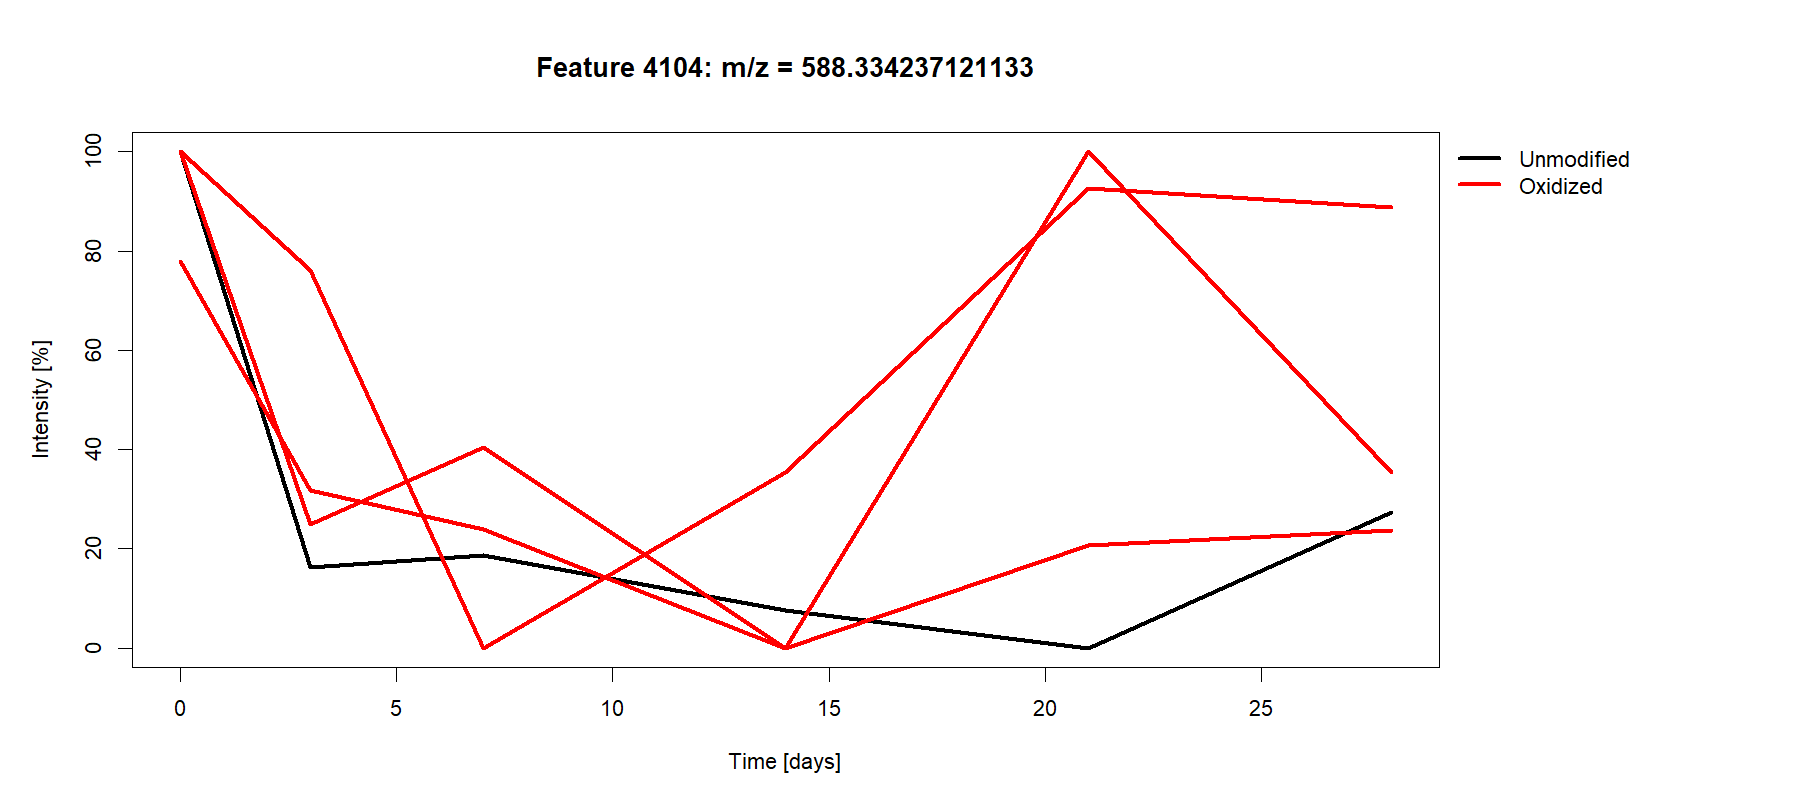 Feature 4104: m/z = 588.334237121133
Unmodified
Oxidized
Intensity [%]
100
80
60
40
20
0
0 5 10 15 20 25
Time [days]